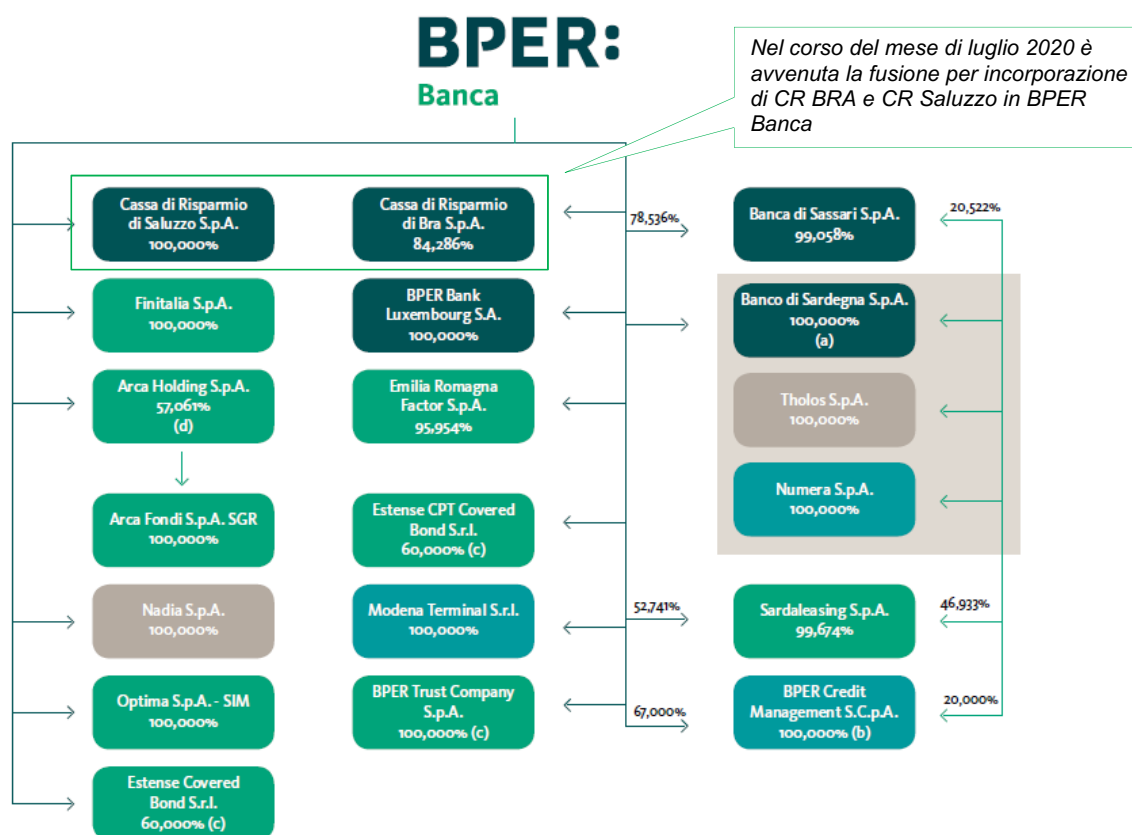 BPER:
Banca
Nel corso del mese di luglio 2020 è
avvenuta la fusione per incorporazione
di CR BRA e CR Saluzzo in BPER
Banca
Cassa di Risparmio
di Saluzzo S.p.A.
100,000%
Cassa di Risparmio
di Bra S.p.A.
84,286%
78,536%
Banca di Sassari S.p.A.
99,058%
20,522%
Finitalia S.p.A.
100,000%
BPER Bank
Luxembourg S.A.
100,000%
Banco di Sardegna S.p.A.
100,000%
(a)
Arca Holding S.p.A.
57,061%
(d)
Emilia Romagna
Factor S.p.A.
95,954%
Tholos S.p.A.
100,000%
Arca Fondi S.p.A. SGR
100,000%
Estense CPT Covered
Bond S.r.l.
60,000% (c)
Numera S.p.A.
100,000%
Nadia S.p.A.
100,000%
Modena Terminal S.r.l.
100,000%
52,741%
Sardaleasing S.p.A.
99,674%
46,933%
Optima S.p.A. - SIM
100,000%
BPER Trust Company
S.p.A.
100,000% (c)
67,000%
BPER Credit
Management S.C.p.A.
100,000% (b)
20,000%
Estense Covered
Bond S.r.l.
60,000% (c)